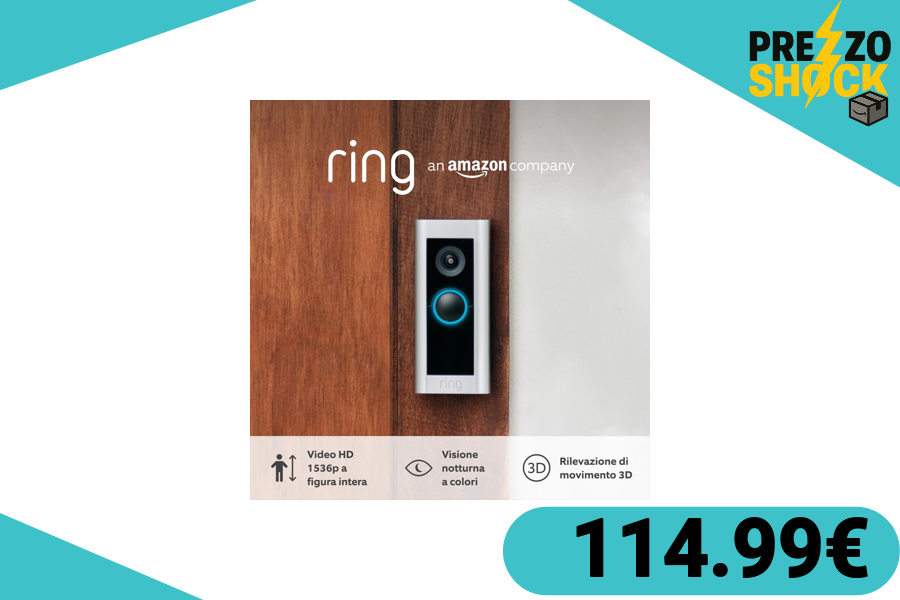 PREZZO
SHOCK
ring an amazon company
ring
Video HD
1536p a
figura intera
Visione
notturna
a colori
3D
Rilevazione di
movimento 3D
114.99€